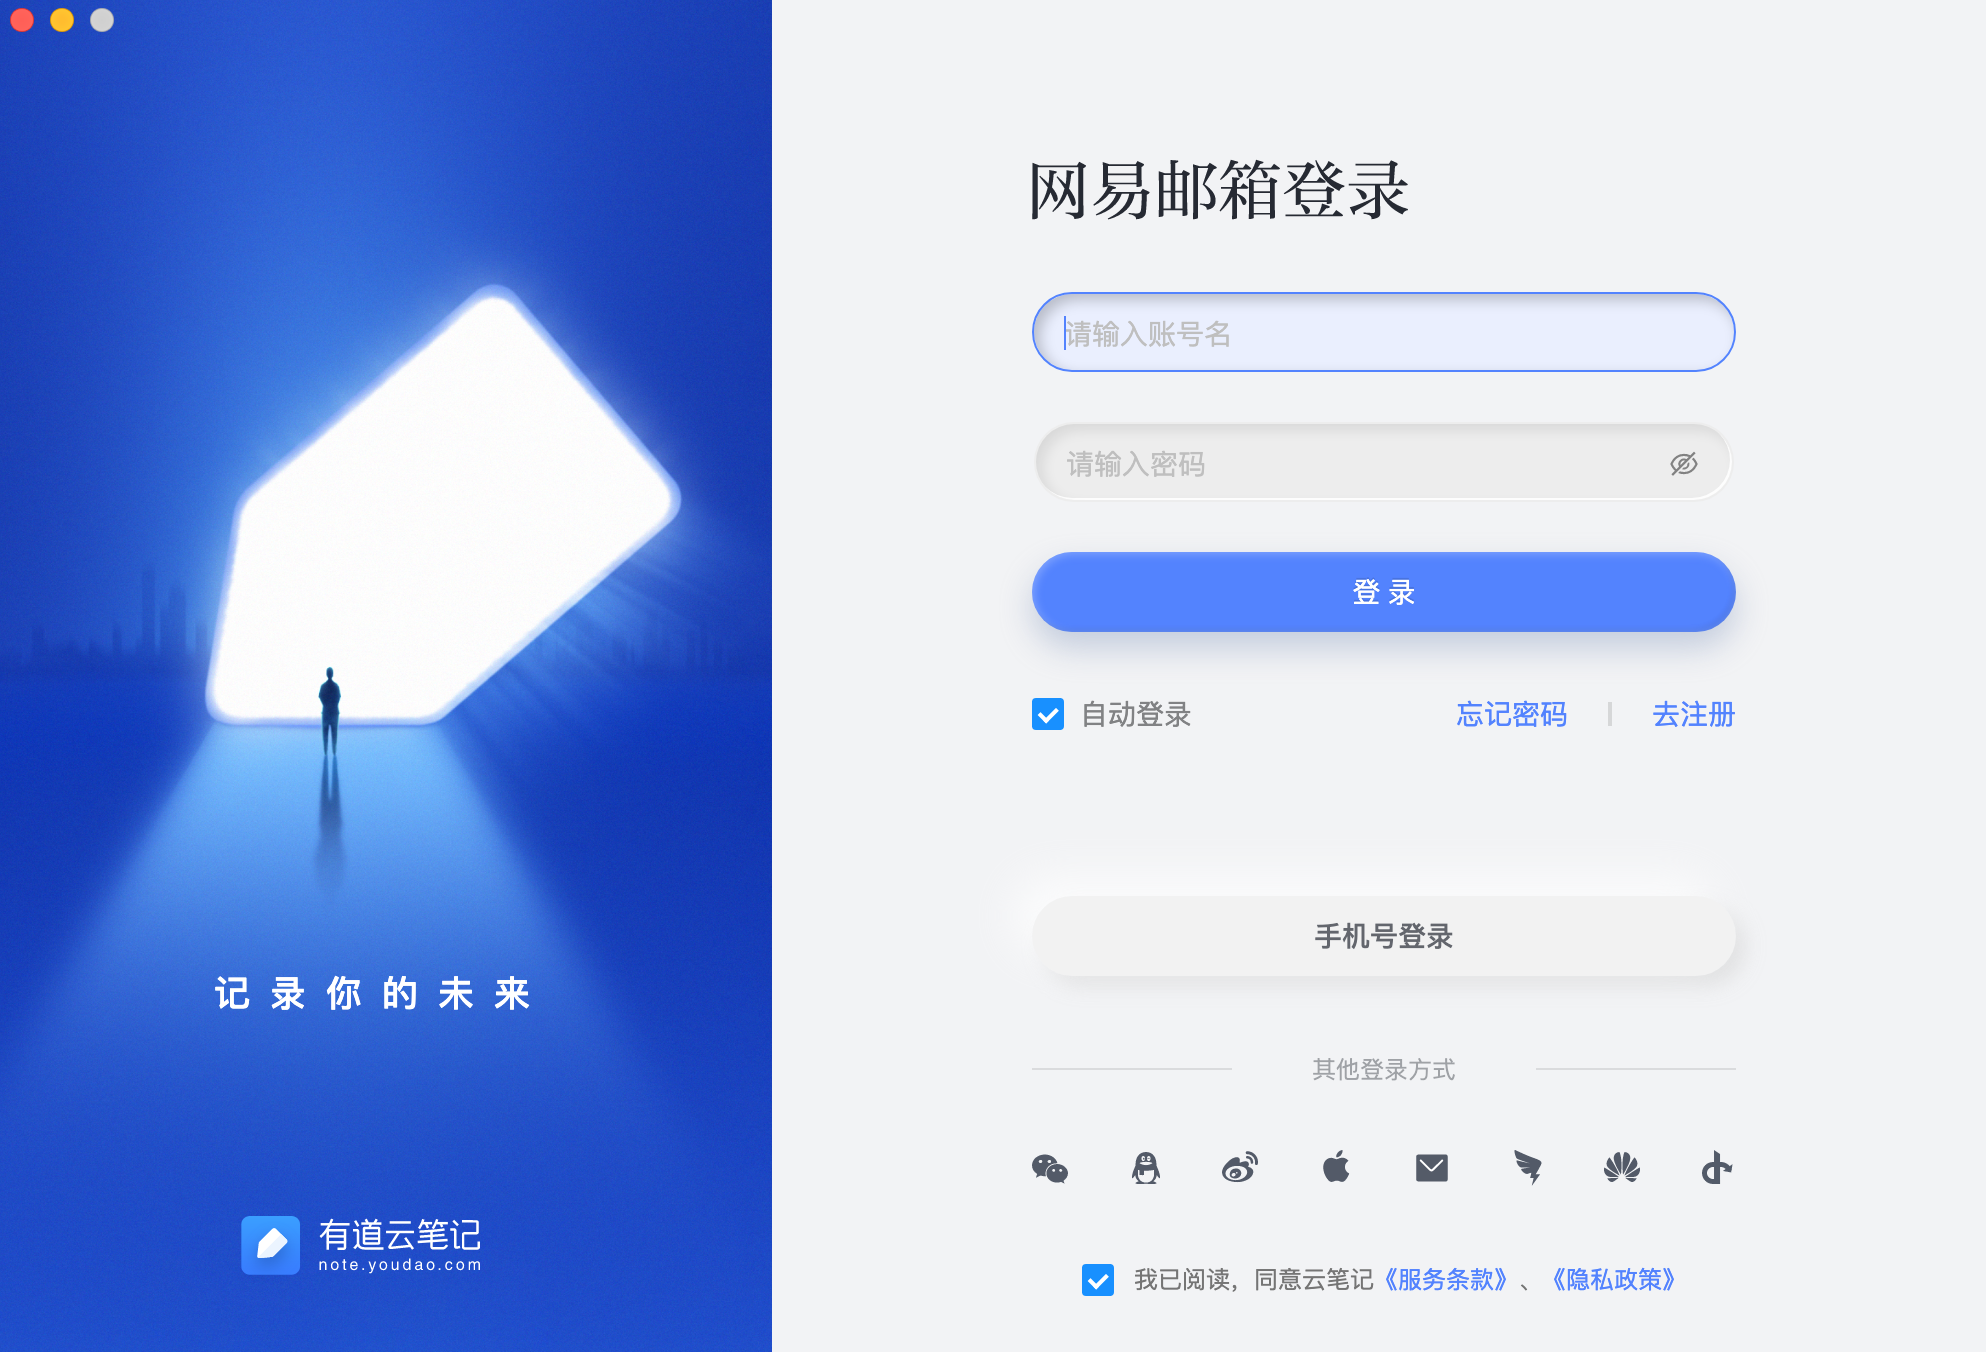 网易邮箱登录
请输入账号名
请输入密码
登 录
自动登录
忘记密码
去注册
手机号登录
其他登录方式
我已阅读，同意云笔记《服务条款》、《隐私政策》
记录你的未来
有道云笔记
note.youdao.com